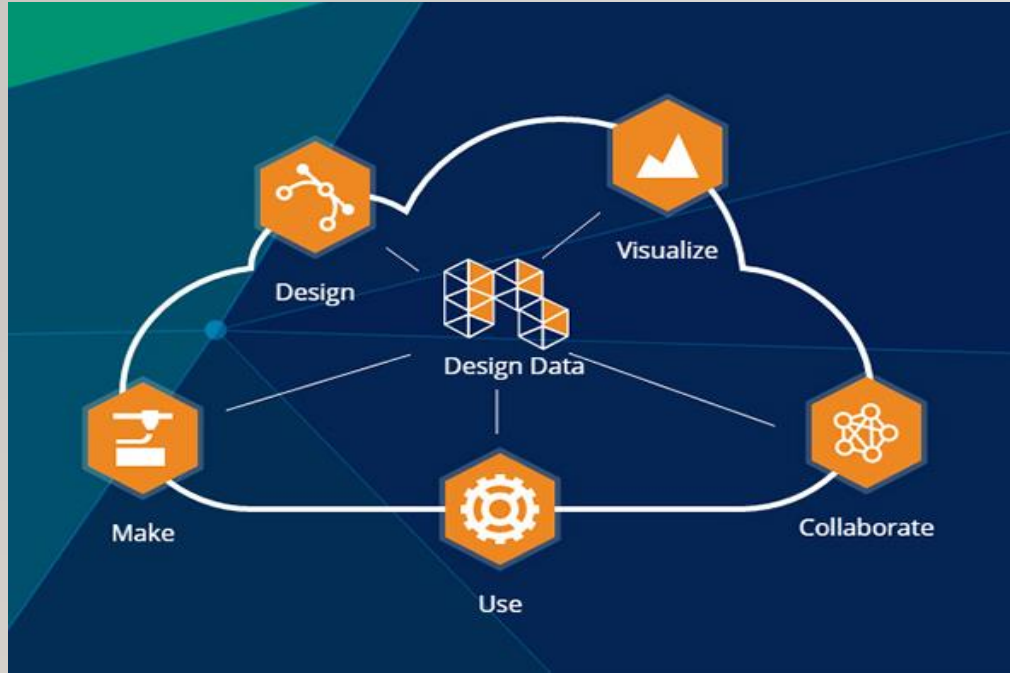 Visualize
Design
Design Data
Make
Collaborate
Use